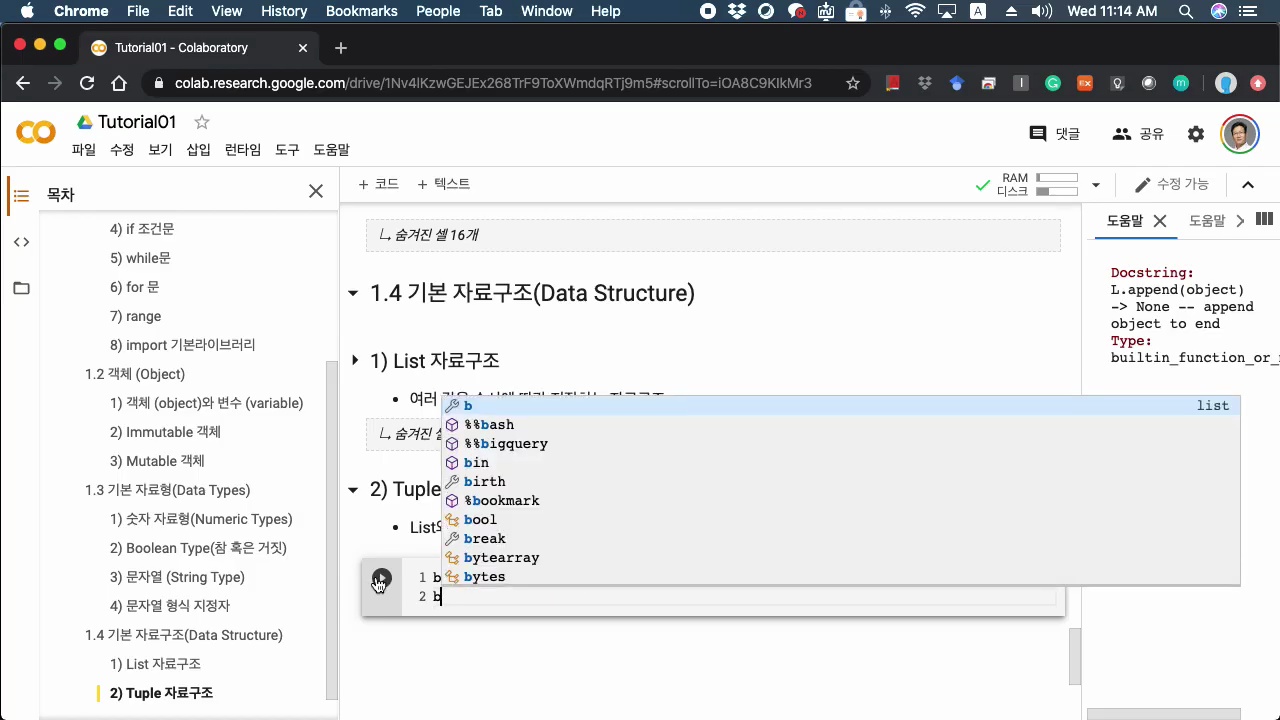 Chrome File Edit View History Bookmarks People Tab Window Help A Wed 11:14 AM
Tutorial01 - Colaboratory
colab.research.google.com/drive/1Nv4lKzwGEJEx268TrF9ToXWmdqRTj9m5#scrollTo=iOA8C9KIkMr3
Tutorial01
댓글 공유
파일 수정 보기 삽입 런타임 도구 도움말
목차
+ 코드 + 텍스트
RAM
디스크
수정 가능
4) if 조건문
5) while문
6) for 문
7) range
8) import 기본라이브러리
1.2 객체 (Object)
1) 객체 (object)와 변수 (variable)
2) Immutable 객체
3) Mutable 객체
1.3 기본 자료형(Data Types)
1) 숫자 자료형(Numeric Types)
2) Boolean Type(참 혹은 거짓)
3) 문자열 (String Type)
4) 문자열 형식 지정자
1.4 기본 자료구조(Data Structure)
1) List 자료구조
2) Tuple 자료구조
숨겨진 셀 16개
1.4 기본 자료구조(Data Structure)
1) List 자료구조
여러
숨겨진
2) Tuple
1 b
2 b
b list
%%bash
%%bigquery
bin
birth
%bookmark
bool
break
bytearray
bytes
도움말 도움말
Docstring:
L.append(object)
-> None -- append
object to end
Type:
builtin_function_or_